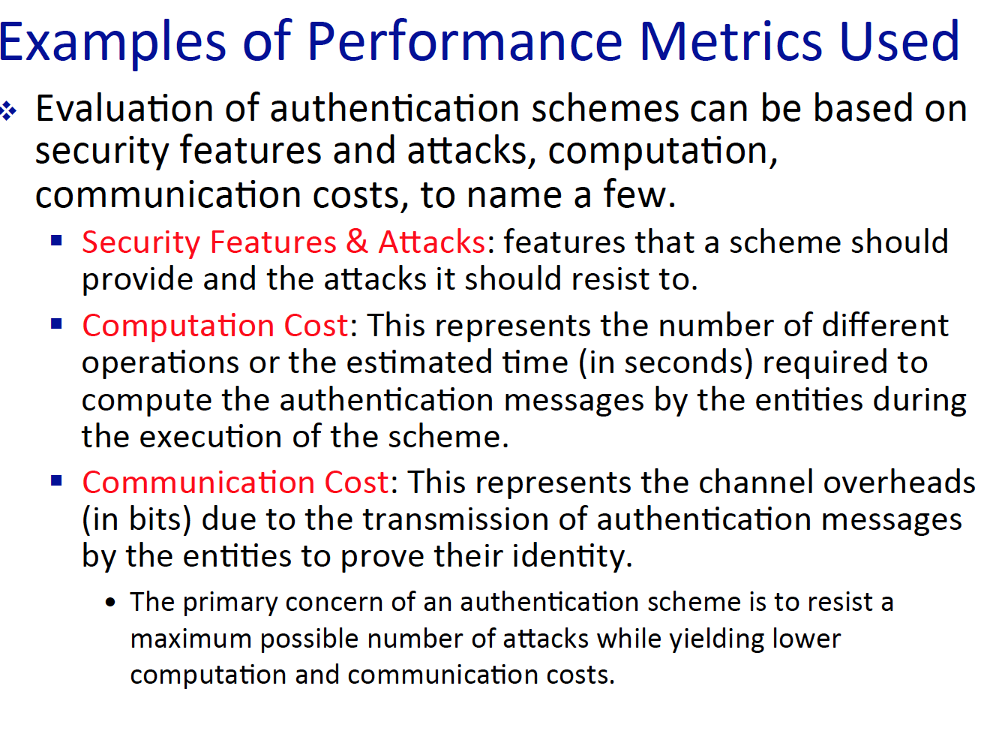 Examples of Performance Metrics Used
❖ Evaluation of authentication schemes can be based on
security features and attacks, computation,
communication costs, to name a few.
▪ Security Features & Attacks: features that a scheme should
provide and the attacks it should resist to.
▪ Computation Cost: This represents the number of different
operations or the estimated time (in seconds) required to
compute the authentication messages by the entities during
the execution of the scheme.
▪ Communication Cost: This represents the channel overheads
(in bits) due to the transmission of authentication messages
by the entities to prove their identity.
• The primary concern of an authentication scheme is to resist a
maximum possible number of attacks while yielding lower
computation and communication costs.